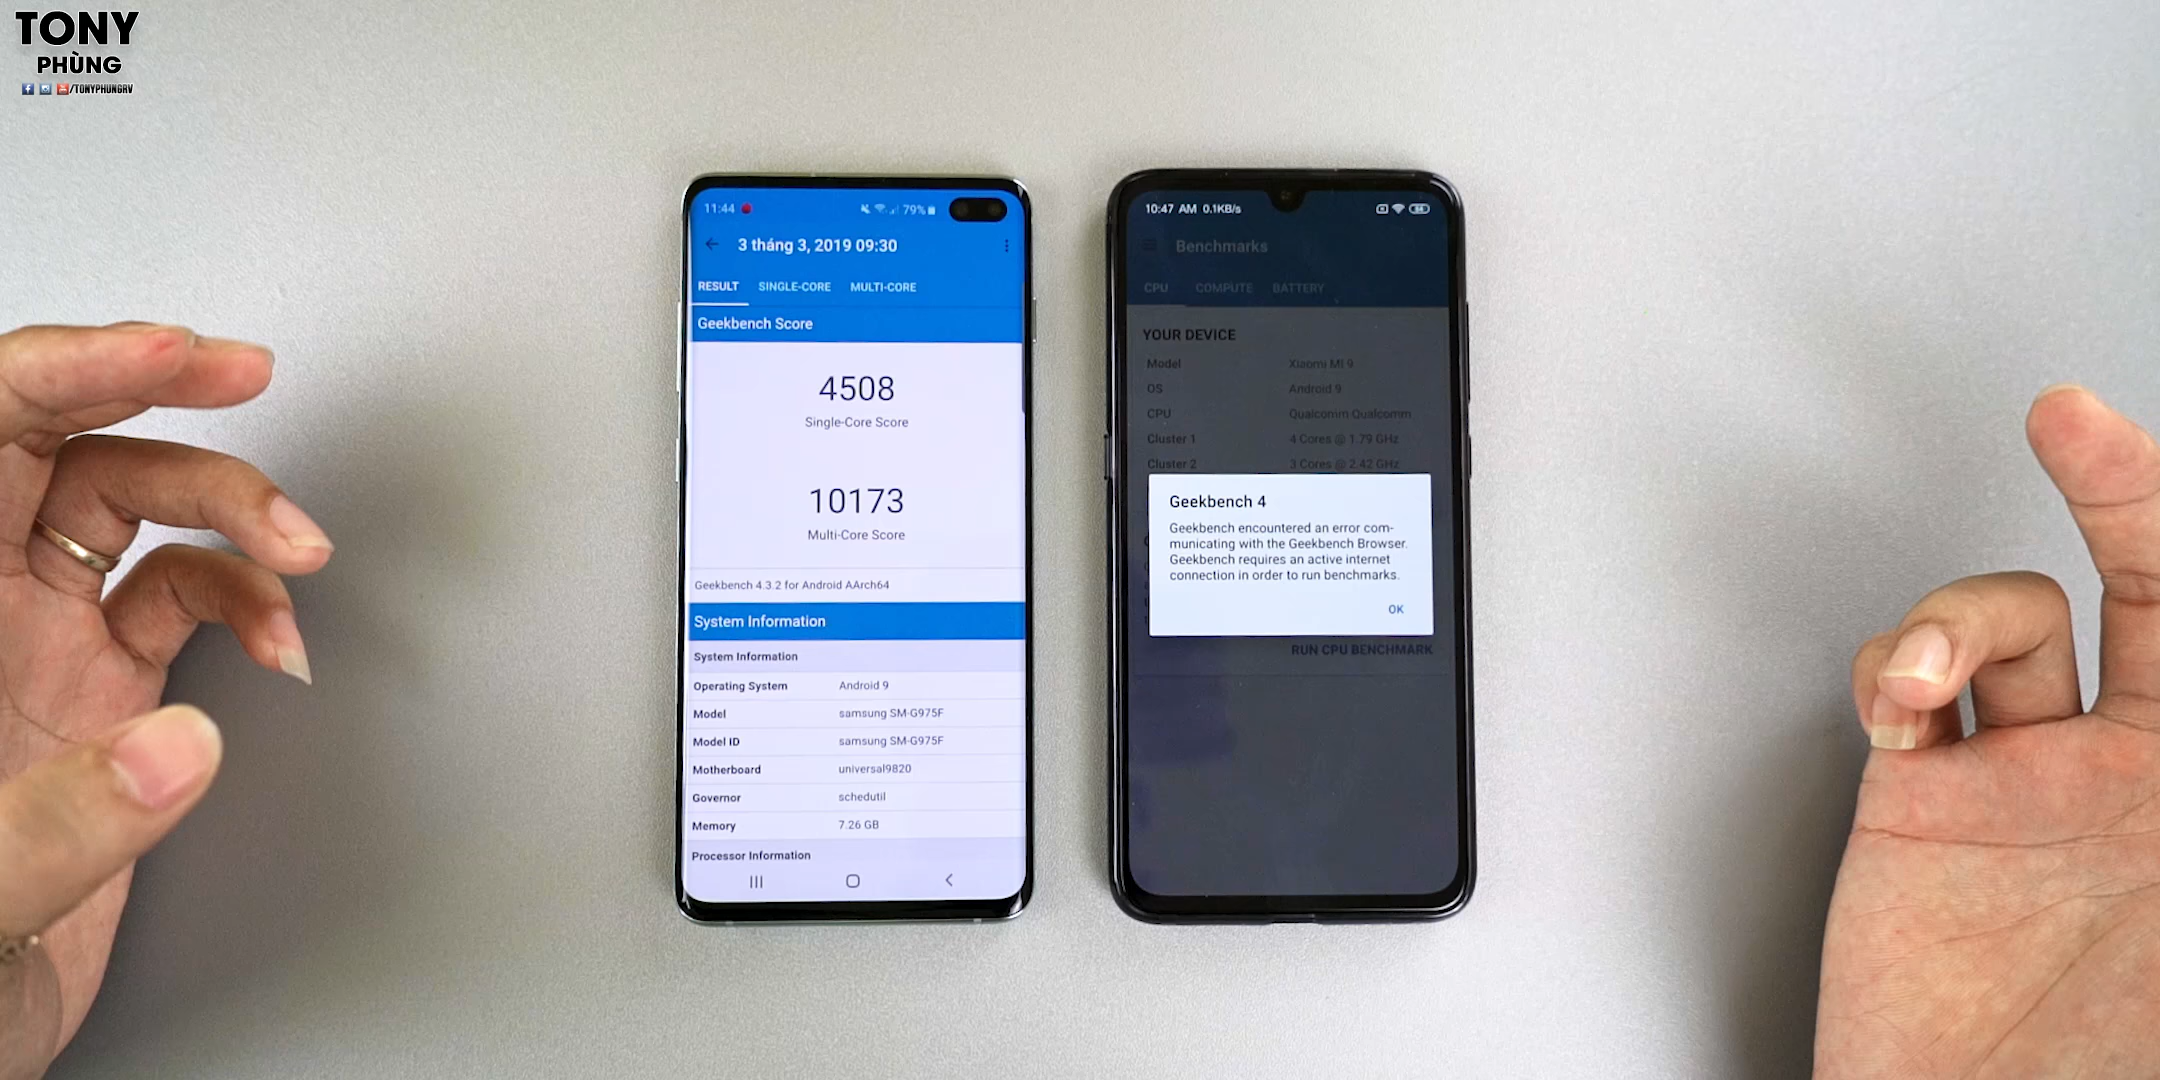 TONY
PHÙNG
/TONYPHUNGRV
11:44 79%
3 tháng 3, 2019 09:30
RESULT SINGLE-CORE MULTI-CORE
Geekbench Score
4508
Single-Core Score
10173
Multi-Core Score
Geekbench 4.3.2 for Android AArch64
System Information
System Information
Operating System Android 9
Model samsung SM-G975F
Model ID samsung SM-G975F
Motherboard universal9820
Governor schedutil
Memory 7.26 GB
Processor Information
10:47 AM 0.1KB/s
Benchmarks
CPU COMPUTE BATTERY
YOUR DEVICE
Model Xiaomi MI 9
OS Android 9
CPU Qualcomm Qualcomm
Cluster 1 4 Cores @ 1.79 GHz
Cluster 2 3 Cores @ 2.42 GHz
Geekbench 4
Geekbench encountered an error com-
municating with the Geekbench Browser.
Geekbench requires an active internet
connection in order to run benchmarks.
OK
RUN CPU BENCHMARK